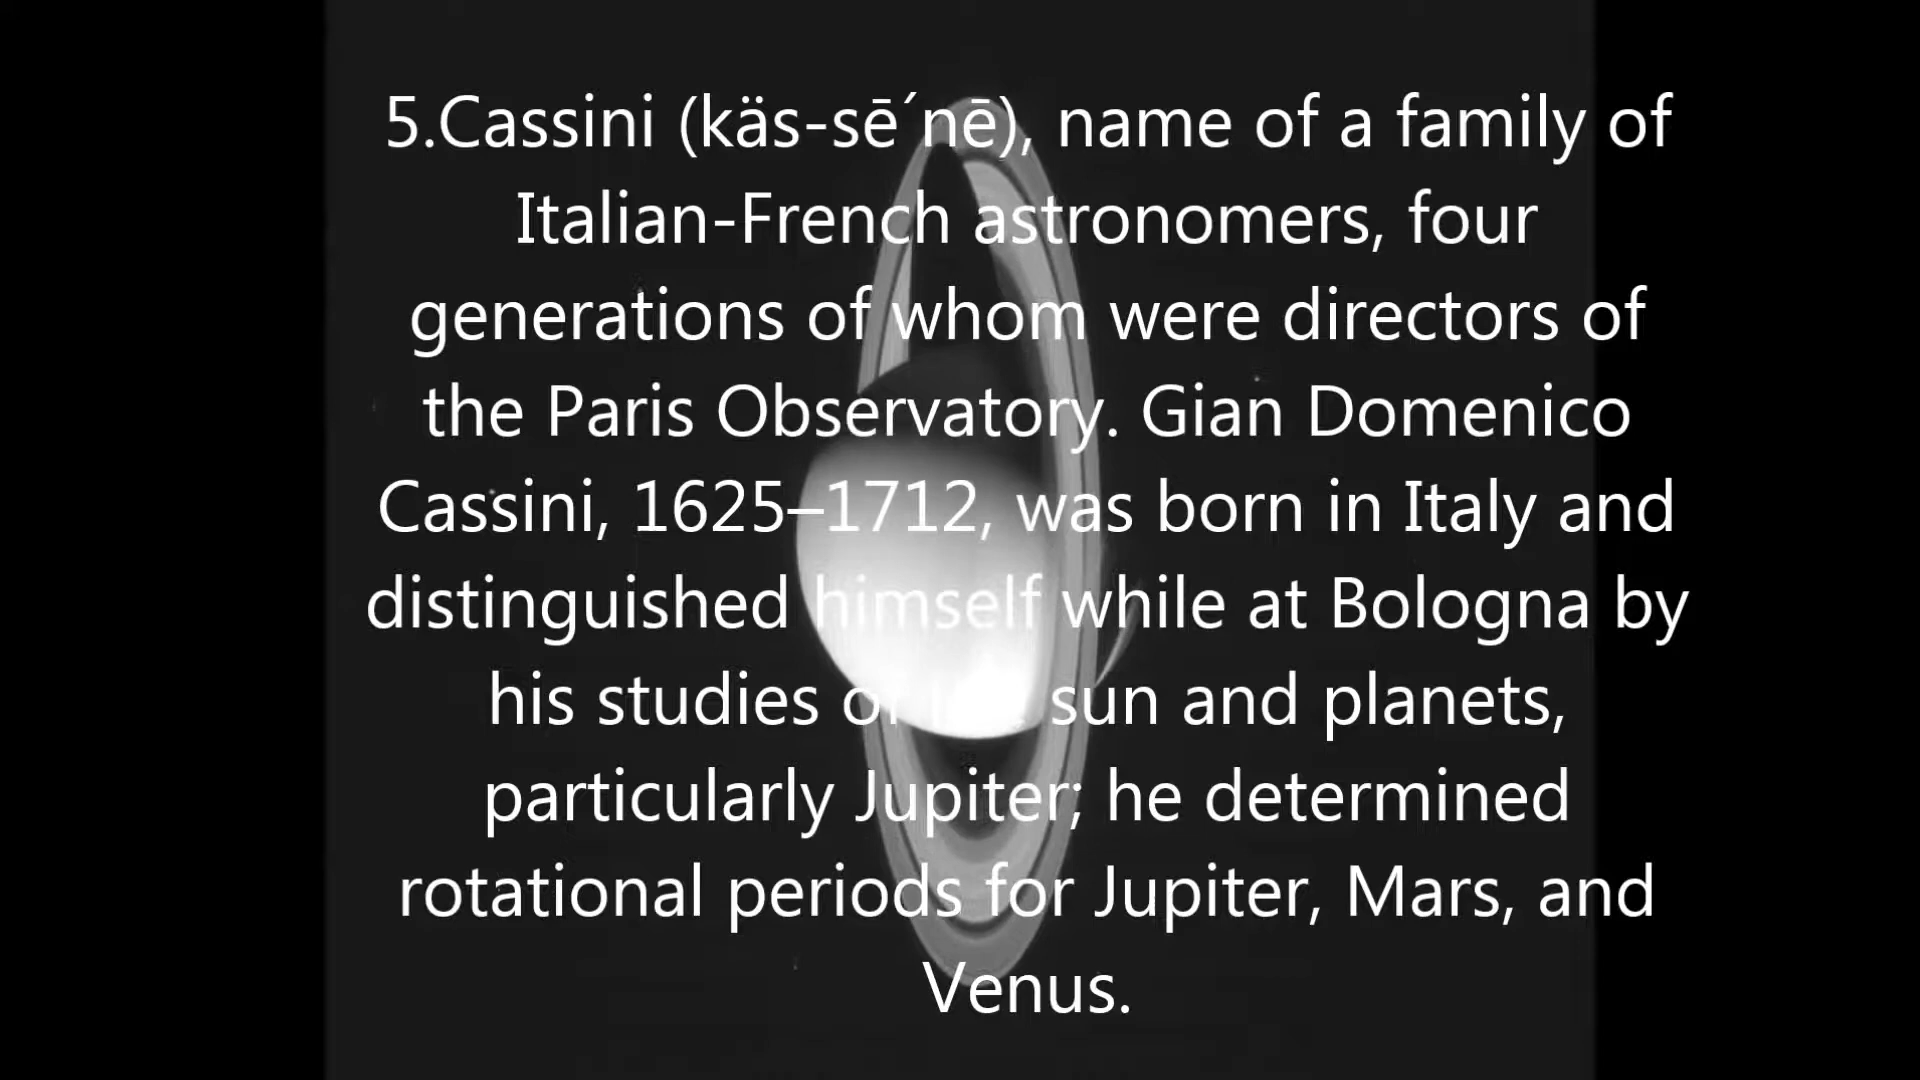 5.Cassini (käs-sē´nē), name of a family of
Italian-French astronomers, four
generations of whom were directors of
the Paris Observatory. Gian Domenico
Cassini, 1625–1712, was born in Italy and
distinguished himself while at Bologna by
his studies of sun and planets,
particularly Jupiter; he determined
rotational periods for Jupiter, Mars, and
Venus.